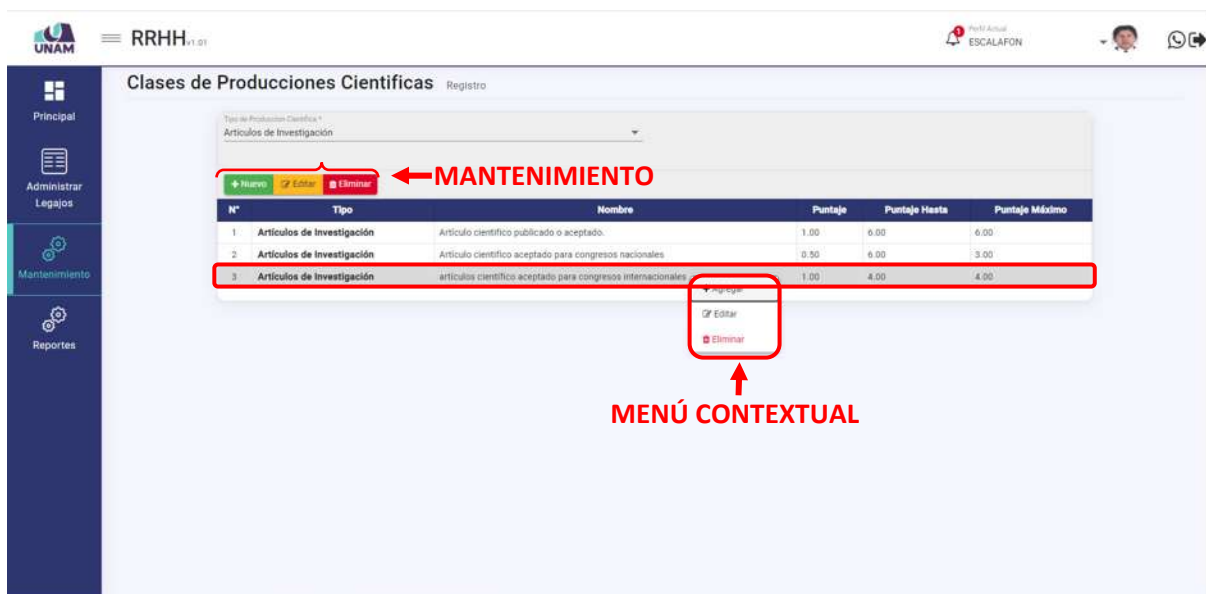 UNAM
RRHH v1.01
1
Perfil Actual
ESCALAFON
Principal
Administrar
Legajos
Mantenimiento
Reportes
Clases de Producciones Cientificas Registro
Tipo de Produccion Cientifica *
Articulos de Investigación
Nuevo Editar Eliminar
MANTENIMIENTO
N° Tipo Nombre Puntaje Puntaje Hasta Puntaje Máximo
1 Artículos de Investigación Artículo científico publicado o aceptado. 1.00 6.00 6.00
2 Artículos de Investigación Artículo científico aceptado para congresos nacionales 0.50 6.00 3.00
3 Artículos de Investigación artículos científico aceptado para congresos internacionales 1.00 4.00 4.00
Agregar
Editar
Eliminar
MENÚ CONTEXTUAL